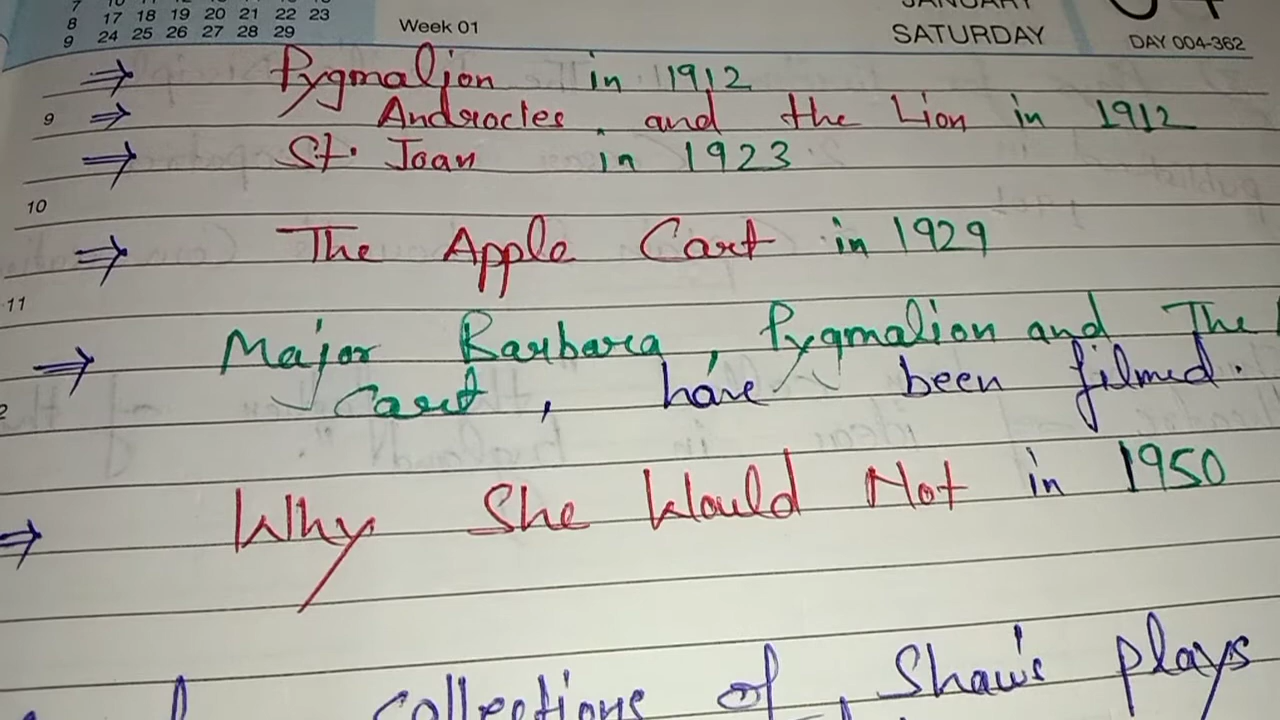 7
8 17 18 19 20 21 22 23
9 24 25 26 27 28 29
Week 01
JANUARY
SATURDAY
DAY 004-362
⇒ Pygmalion in 1912
9 ⇒ Androcles and the Lion in 1912
⇒ St. Joan in 1923
10
⇒ The Apple Cart in 1929
11
⇒ Major Barbara, Pygmalion and The
Cart, have been filmed.
⇒ Why She Would Not in 1950
collections of Shaw's plays